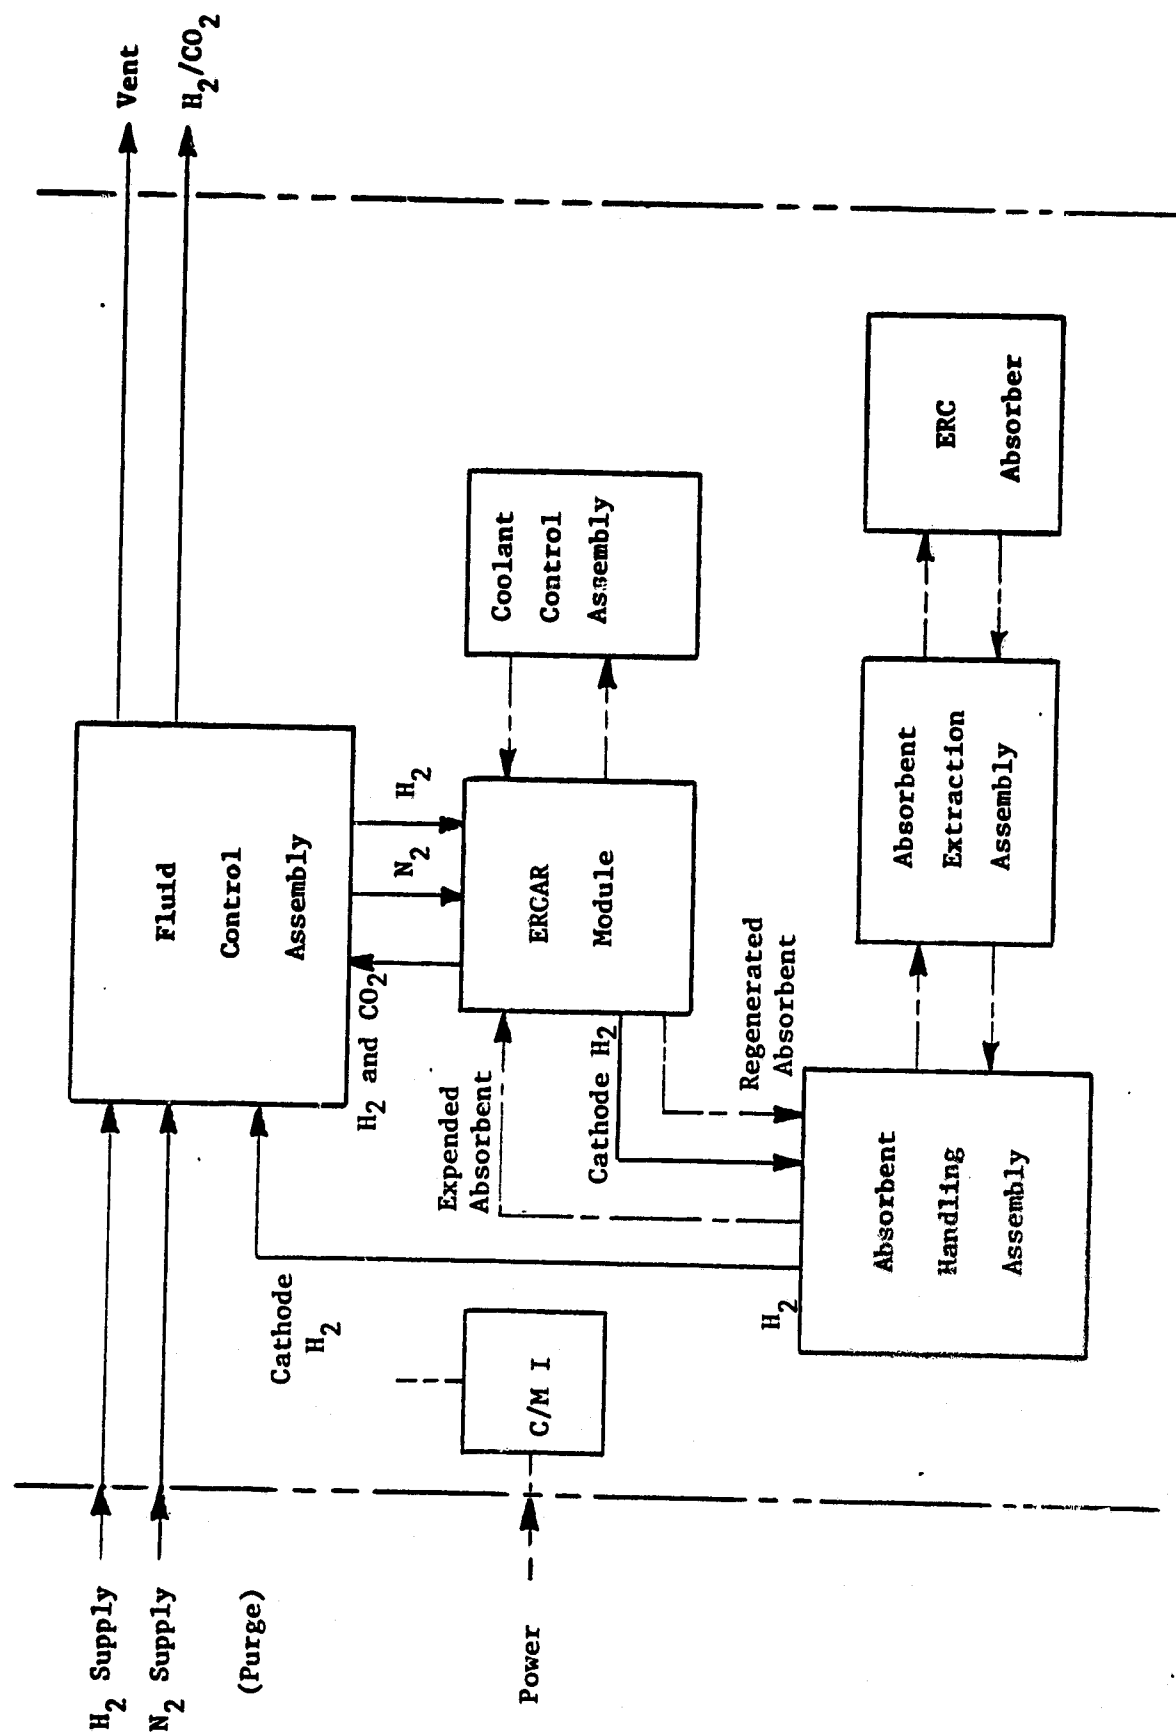 H2 Supply
N2 Supply
(Purge)
Power
Vent
H2/CO2
Fluid
Control
Assembly
H2
N2
H2 and CO2
Cathode
H2
C/M I
ERCAR
Module
Coolant
Control
Assembly
Expended
Absorbent
Cathode H2
Regenerated
Absorbent
H2
Absorbent
Handling
Assembly
Absorbent
Extraction
Assembly
ERC
Absorber